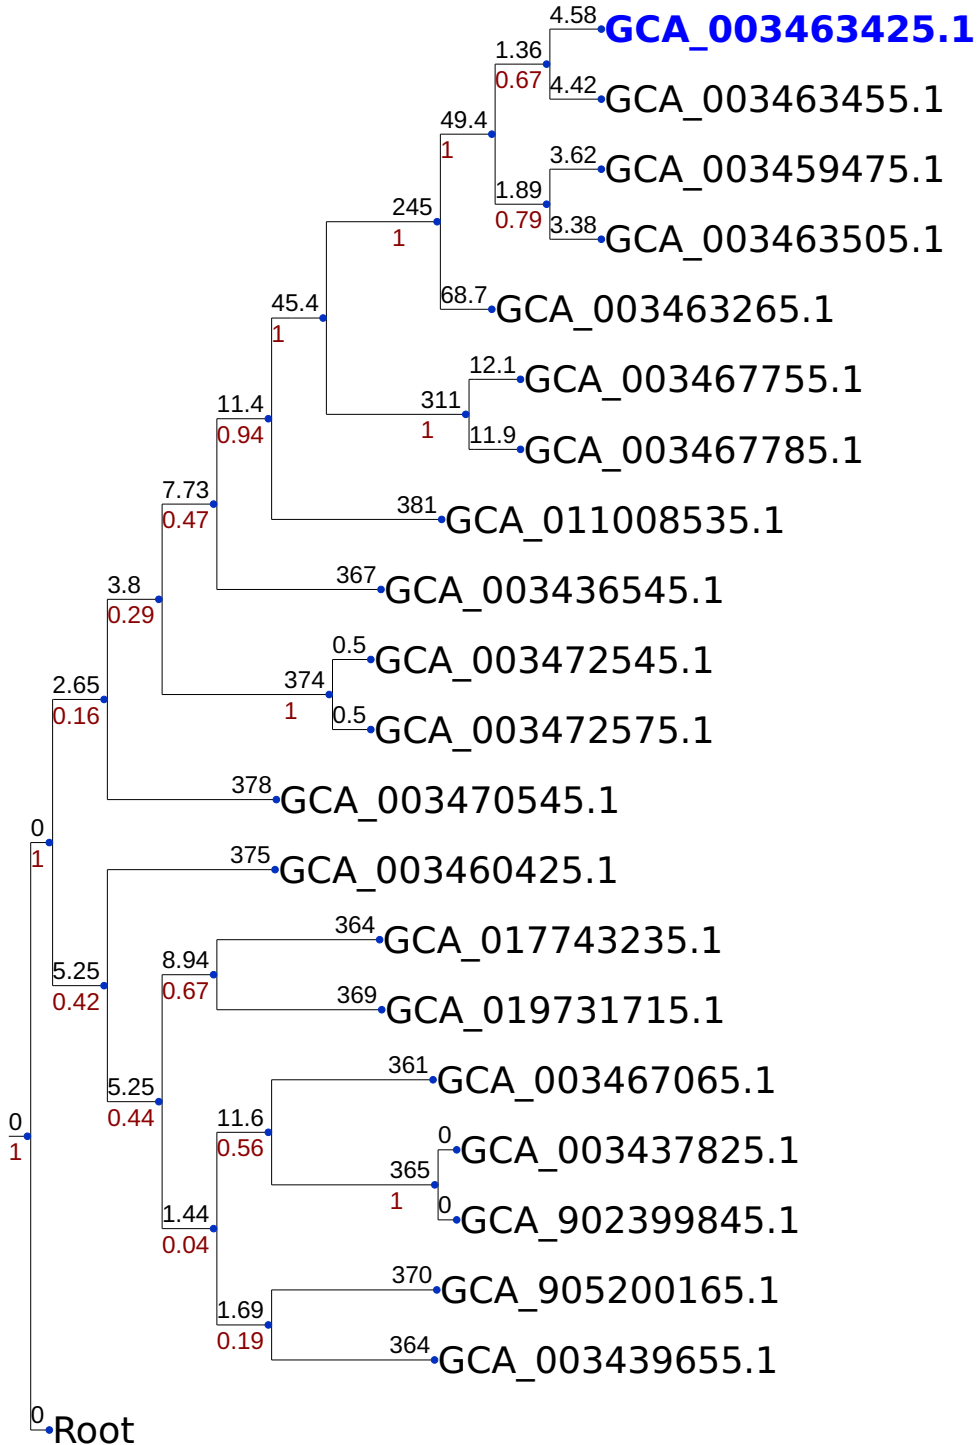 4.58
GCA_003463425.1
1.36
0.67
4.42
GCA_003463455.1
49.4
1
3.62
GCA_003459475.1
1.89
0.79
3.38
GCA_003463505.1
245
1
68.7
GCA_003463265.1
45.4
1
12.1
GCA_003467755.1
311
1
11.9
GCA_003467785.1
11.4
0.94
381
GCA_011008535.1
7.73
0.47
367
GCA_003436545.1
3.8
0.29
0.5
GCA_003472545.1
374
1
0.5
GCA_003472575.1
2.65
0.16
378
GCA_003470545.1
0
1
375
GCA_003460425.1
5.25
0.42
364
GCA_017743235.1
8.94
0.67
369
GCA_019731715.1
5.25
0.44
361
GCA_003467065.1
11.6
0.56
0
GCA_003437825.1
365
1
0
GCA_902399845.1
0
1
1.44
0.04
370
GCA_905200165.1
1.69
0.19
364
GCA_003439655.1
0
Root